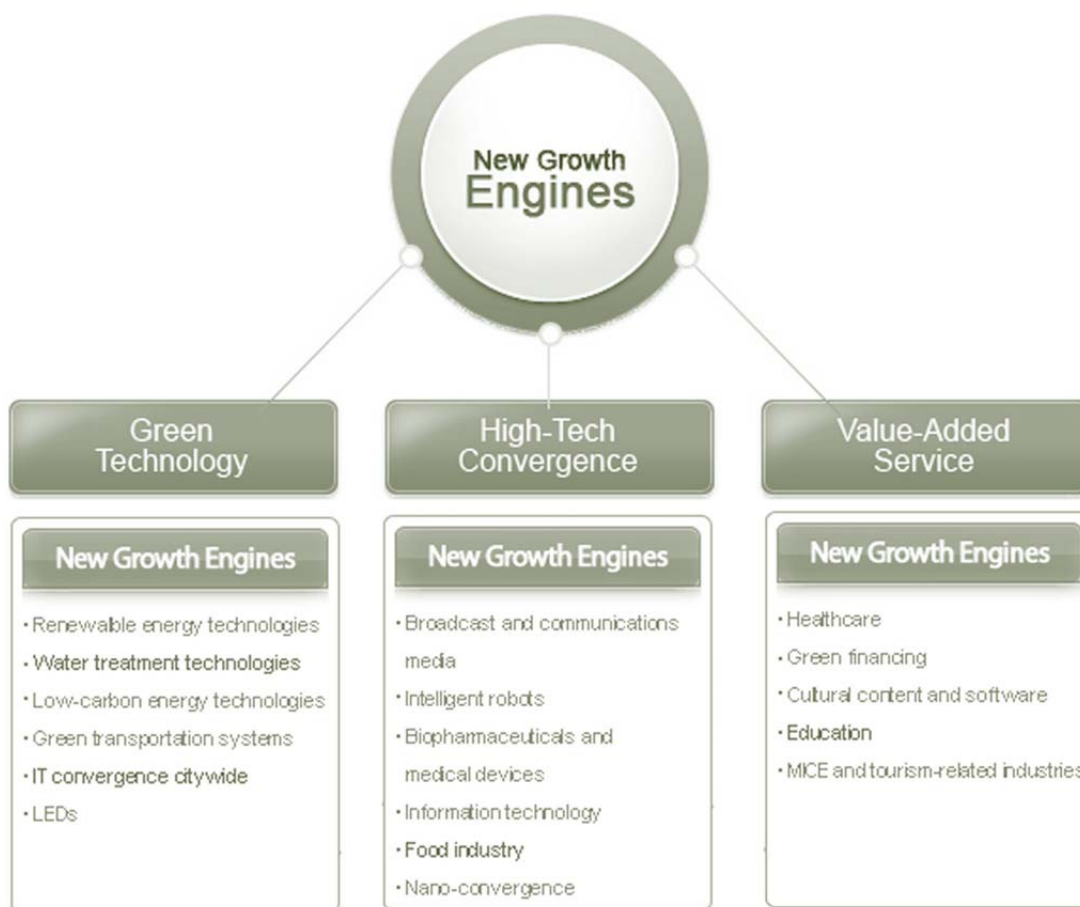 New Growth
Engines
Green
Technology
New Growth Engines
· Renewable energy technologies
· Water treatment technologies
· Low-carbon energy technologies
· Green transportation systems
· IT convergence citywide
· LEDs
High-Tech
Convergence
New Growth Engines
· Broadcast and communications
media
· Intelligent robots
· Biopharmaceuticals and
medical devices
· Information technology
· Food industry
· Nano-convergence
Value-Added
Service
New Growth Engines
· Healthcare
· Green financing
· Cultural content and software
· Education
· MICE and tourism-related industries